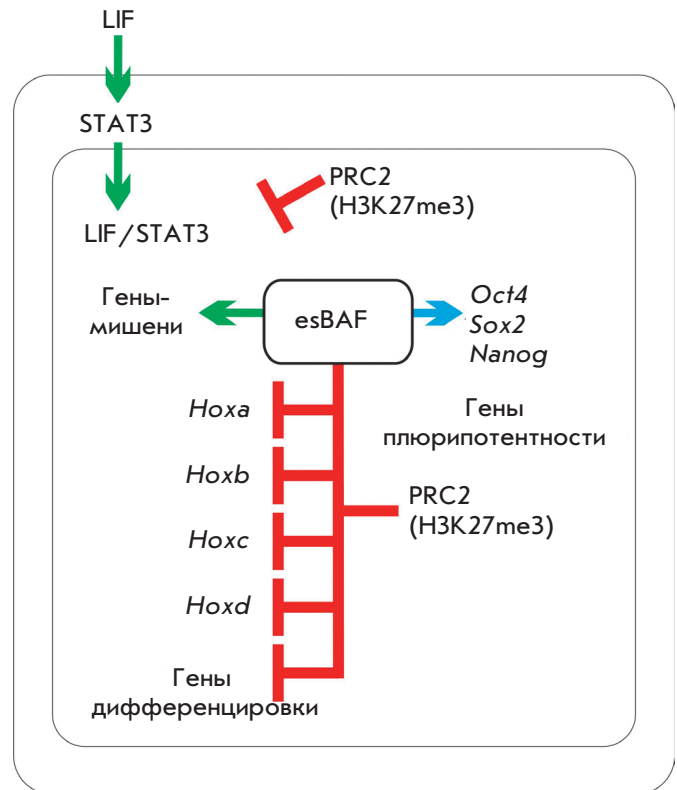 LIF
STAT3
PRC2
(H3K27me3)
LIF/STAT3
Гены-
мишени
esBAF
Oct4
Sox2
Nanog
Hoxa
Гены
плюрипотентности
Hoxb
PRC2
(H3K27me3)
Hoxc
Hoxd
Гены
дифференцировки